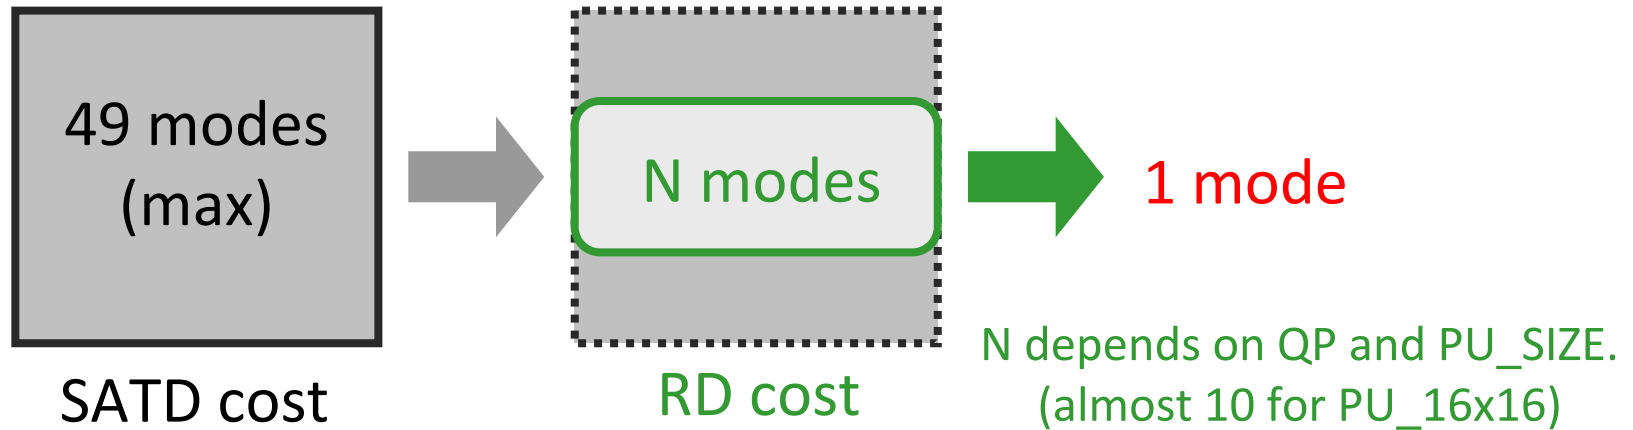 49 modes
(max)
SATD cost
N modes
RD cost
1 mode
N depends on QP and PU_SIZE.
(almost 10 for PU_16x16)